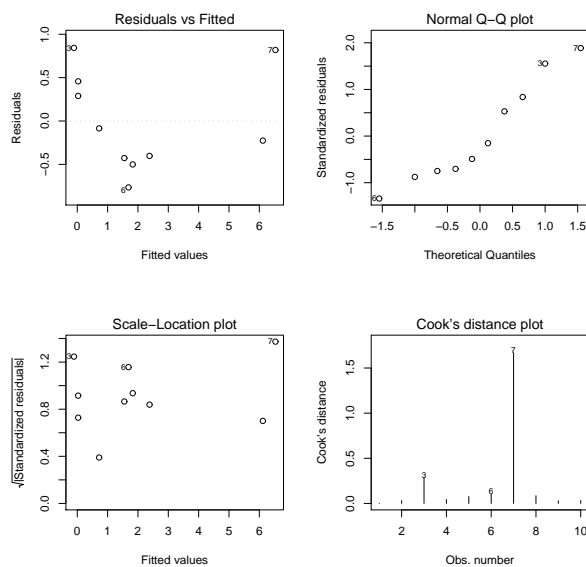 Residuals vs Fitted
Residuals
1.0
0.5
0.0
−0.5
3
7
6
0 1 2 3 4 5 6
Fitted values
Normal Q−Q plot
Standardized residuals
2.0
1.0
0.0
−1.0
7
3
6
−1.5 −0.5 0.0 0.5 1.0 1.5
Theoretical Quantiles
Scale−Location plot
√|Standardized residuals|
1.2
0.8
0.4
0.0
3
6
7
0 1 2 3 4 5 6
Fitted values
Cook's distance plot
Cook's distance
1.5
1.0
0.5
0.0
7
3
6
2 4 6 8 10
Obs. number